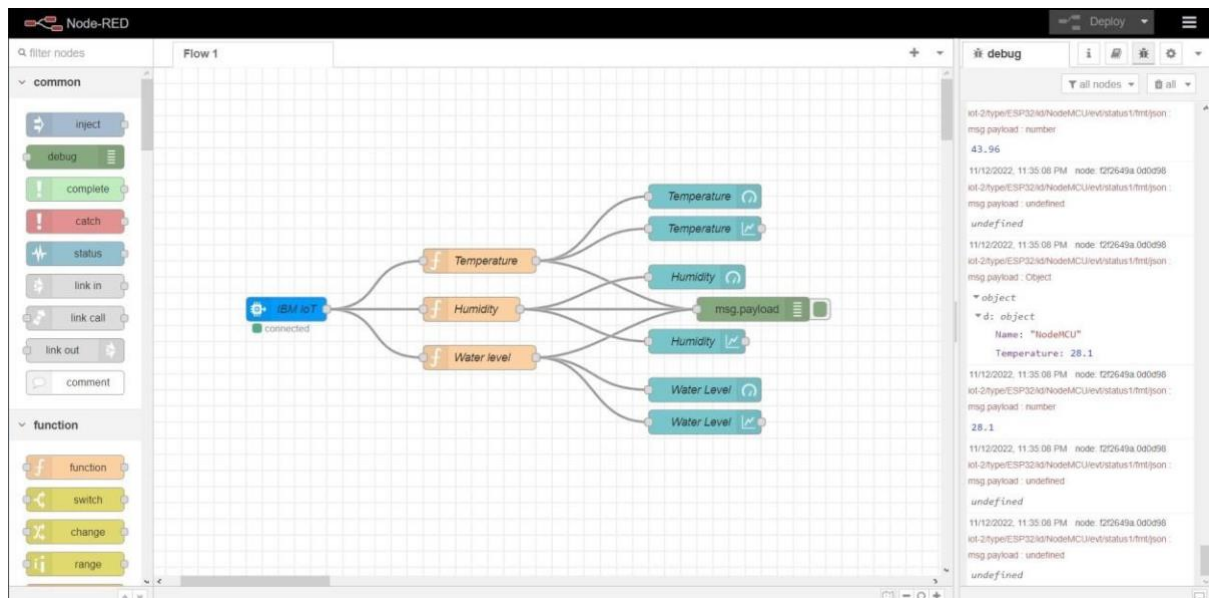 Node-RED
Deploy
filter nodes
common
inject
debug
complete
catch
status
link in
link call
link out
comment
function
function
switch
change
range
Flow 1
IBM IoT
connected
Temperature
Humidity
Water level
Temperature
Temperature
Humidity
msg.payload
Humidity
Water Level
Water Level
debug
all nodes
all
iot-2/type/ESP32/id/NodeMCU/evt/status1/fmt/json :
msg.payload : number
43.96
11/12/2022, 11:35:08 PM node: f2f2649a.0d0d98
iot-2/type/ESP32/id/NodeMCU/evt/status1/fmt/json :
msg.payload : undefined
undefined
11/12/2022, 11:35:08 PM node: f2f2649a.0d0d98
iot-2/type/ESP32/id/NodeMCU/evt/status1/fmt/json :
msg.payload : Object
object
d: object
Name: "NodeMCU"
Temperature: 28.1
11/12/2022, 11:35:08 PM node: f2f2649a.0d0d98
iot-2/type/ESP32/id/NodeMCU/evt/status1/fmt/json :
msg.payload : number
28.1
11/12/2022, 11:35:08 PM node: f2f2649a.0d0d98
iot-2/type/ESP32/id/NodeMCU/evt/status1/fmt/json :
msg.payload : undefined
undefined
11/12/2022, 11:35:08 PM node: f2f2649a.0d0d98
iot-2/type/ESP32/id/NodeMCU/evt/status1/fmt/json :
msg.payload : undefined
undefined